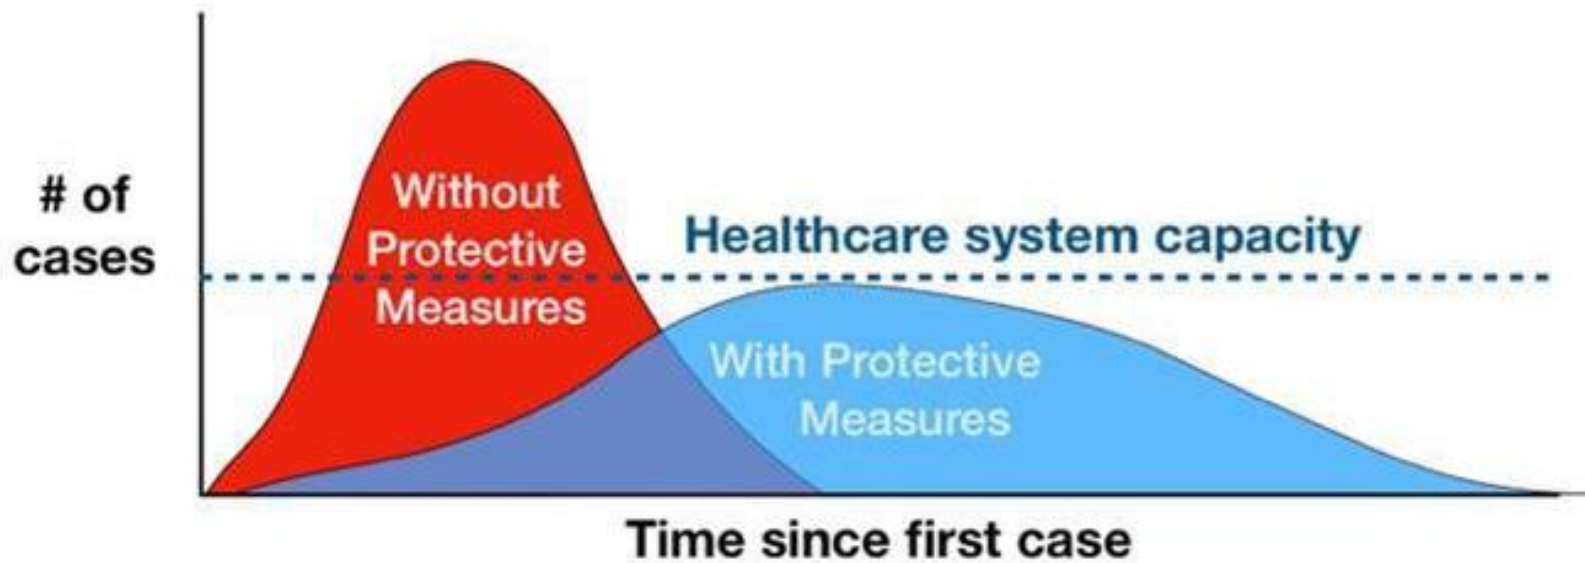 # of
cases
Without
Protective
Measures
Healthcare system capacity
With Protective
Measures
Time since first case